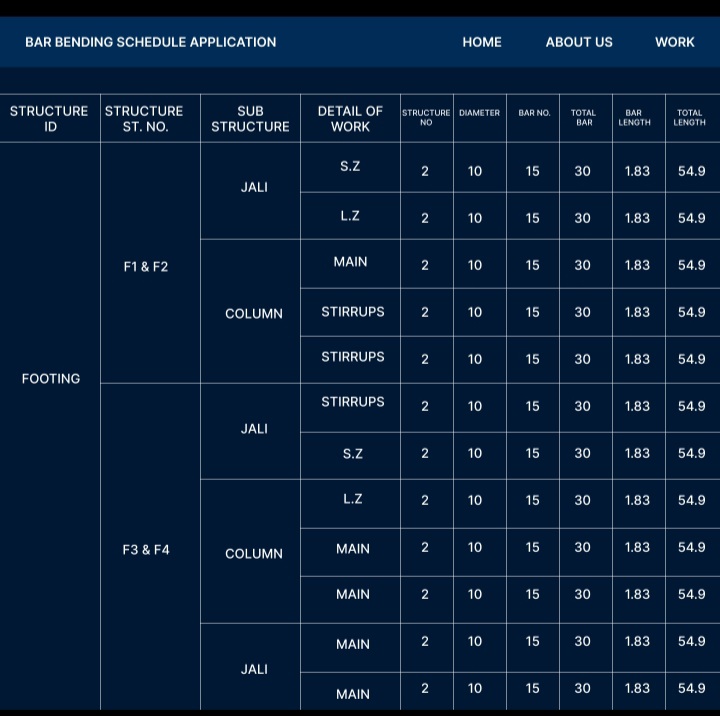 BAR BENDING SCHEDULE APPLICATION HOME ABOUT US WORK
STRUCTURE ID STRUCTURE ST. NO. SUB STRUCTURE DETAIL OF WORK STRUCTURE NO DIAMETER BAR NO. TOTAL BAR BAR LENGTH TOTAL LENGTH
FOOTING
F1 & F2
JALI
S.Z 2 10 15 30 1.83 54.9
L.Z 2 10 15 30 1.83 54.9
COLUMN
MAIN 2 10 15 30 1.83 54.9
STIRRUPS 2 10 15 30 1.83 54.9
STIRRUPS 2 10 15 30 1.83 54.9
F3 & F4
JALI
STIRRUPS 2 10 15 30 1.83 54.9
S.Z 2 10 15 30 1.83 54.9
COLUMN
L.Z 2 10 15 30 1.83 54.9
MAIN 2 10 15 30 1.83 54.9
MAIN 2 10 15 30 1.83 54.9
JALI
MAIN 2 10 15 30 1.83 54.9
MAIN 2 10 15 30 1.83 54.9